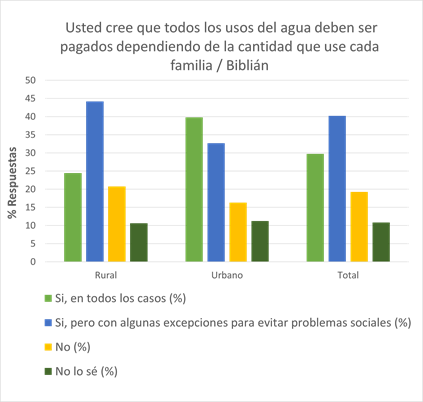 Usted cree que todos los usos del agua deben ser
pagados dependiendo de la cantidad que use cada
familia / Biblián
% Respuestas
50
45
40
35
30
25
20
15
10
5
0
Rural
Urbano
Total
Si, en todos los casos (%)
Si, pero con algunas excepciones para evitar problemas sociales (%)
No (%)
No lo sé (%)